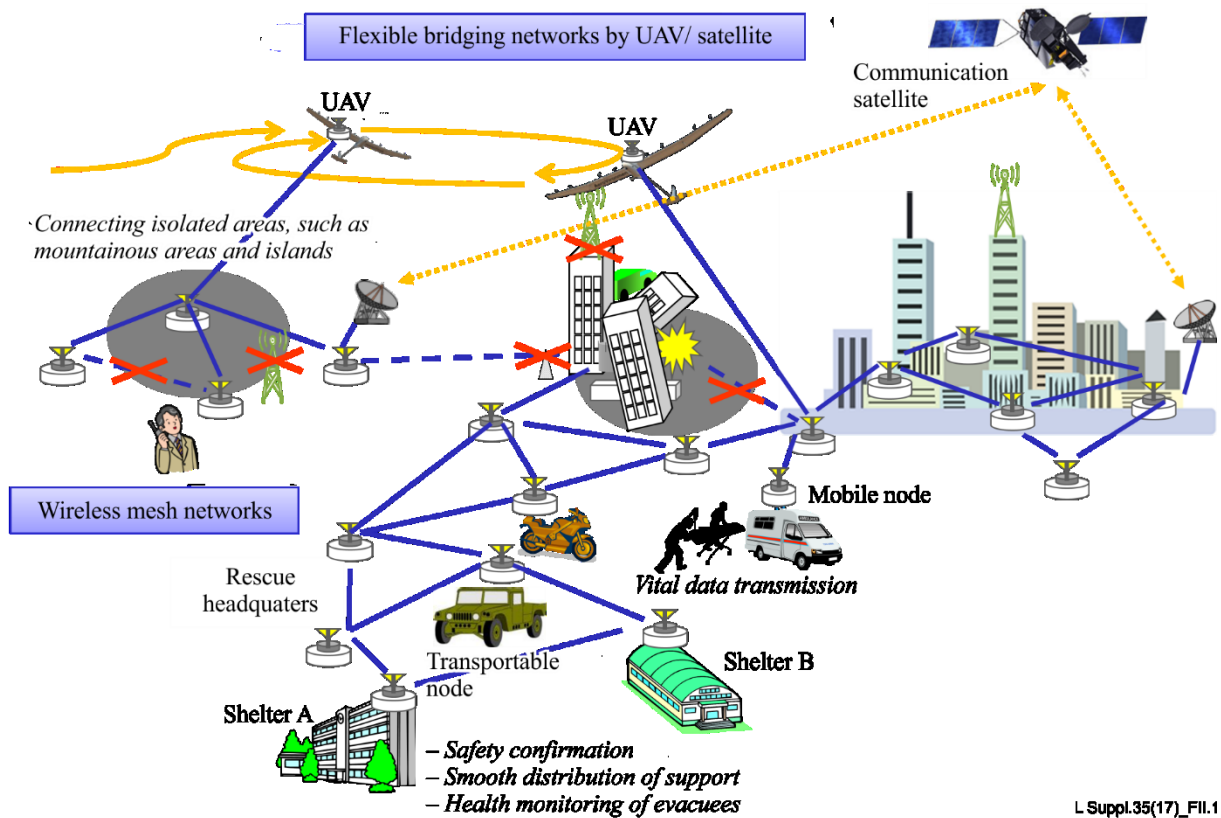 Flexible bridging networks by UAV/ satellite
Communication
satellite
UAV
UAV
Connecting isolated areas, such as
mountainous areas and islands
Wireless mesh networks
Mobile node
Vital data transmission
Rescue
headquaters
Transportable
node
Shelter B
Shelter A
– Safety confirmation
– Smooth distribution of support
– Health monitoring of evacuees
L Suppl.35(17)_FII.1